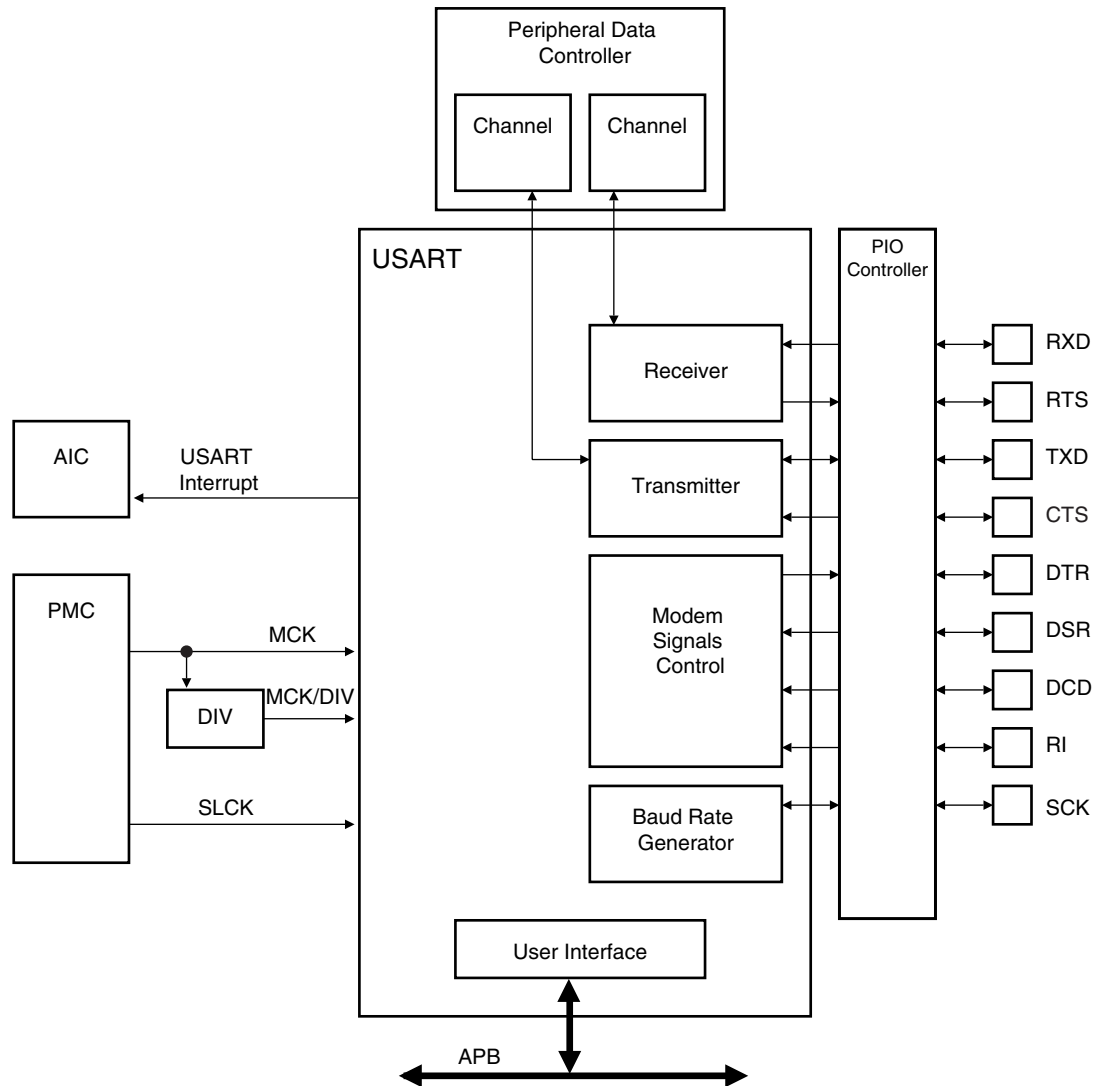 Peripheral Data
Controller
Channel
Channel
USART
PIO
Controller
Receiver
RXD
RTS
AIC
USART
Interrupt
Transmitter
TXD
CTS
PMC
MCK
DIV
MCK/DIV
SLCK
Modem
Signals
Control
DTR
DSR
DCD
RI
Baud Rate
Generator
SCK
User Interface
APB